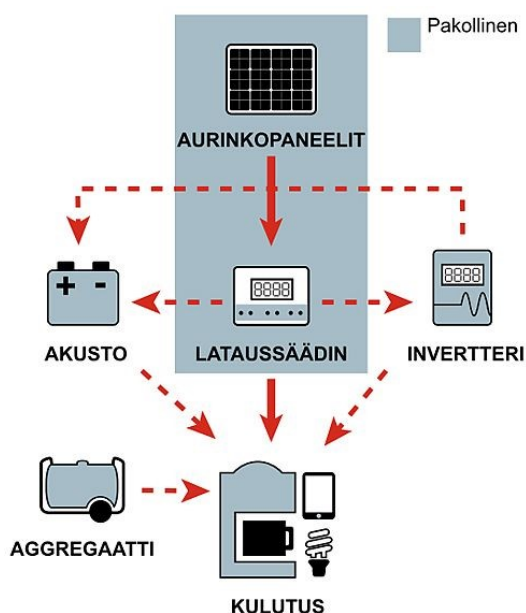 Pakollinen
AURINKOPANEELIT
AKUSTO
LATAUSSÄÄDIN
INVERTTERI
AGGREGAATTI
KULUTUS